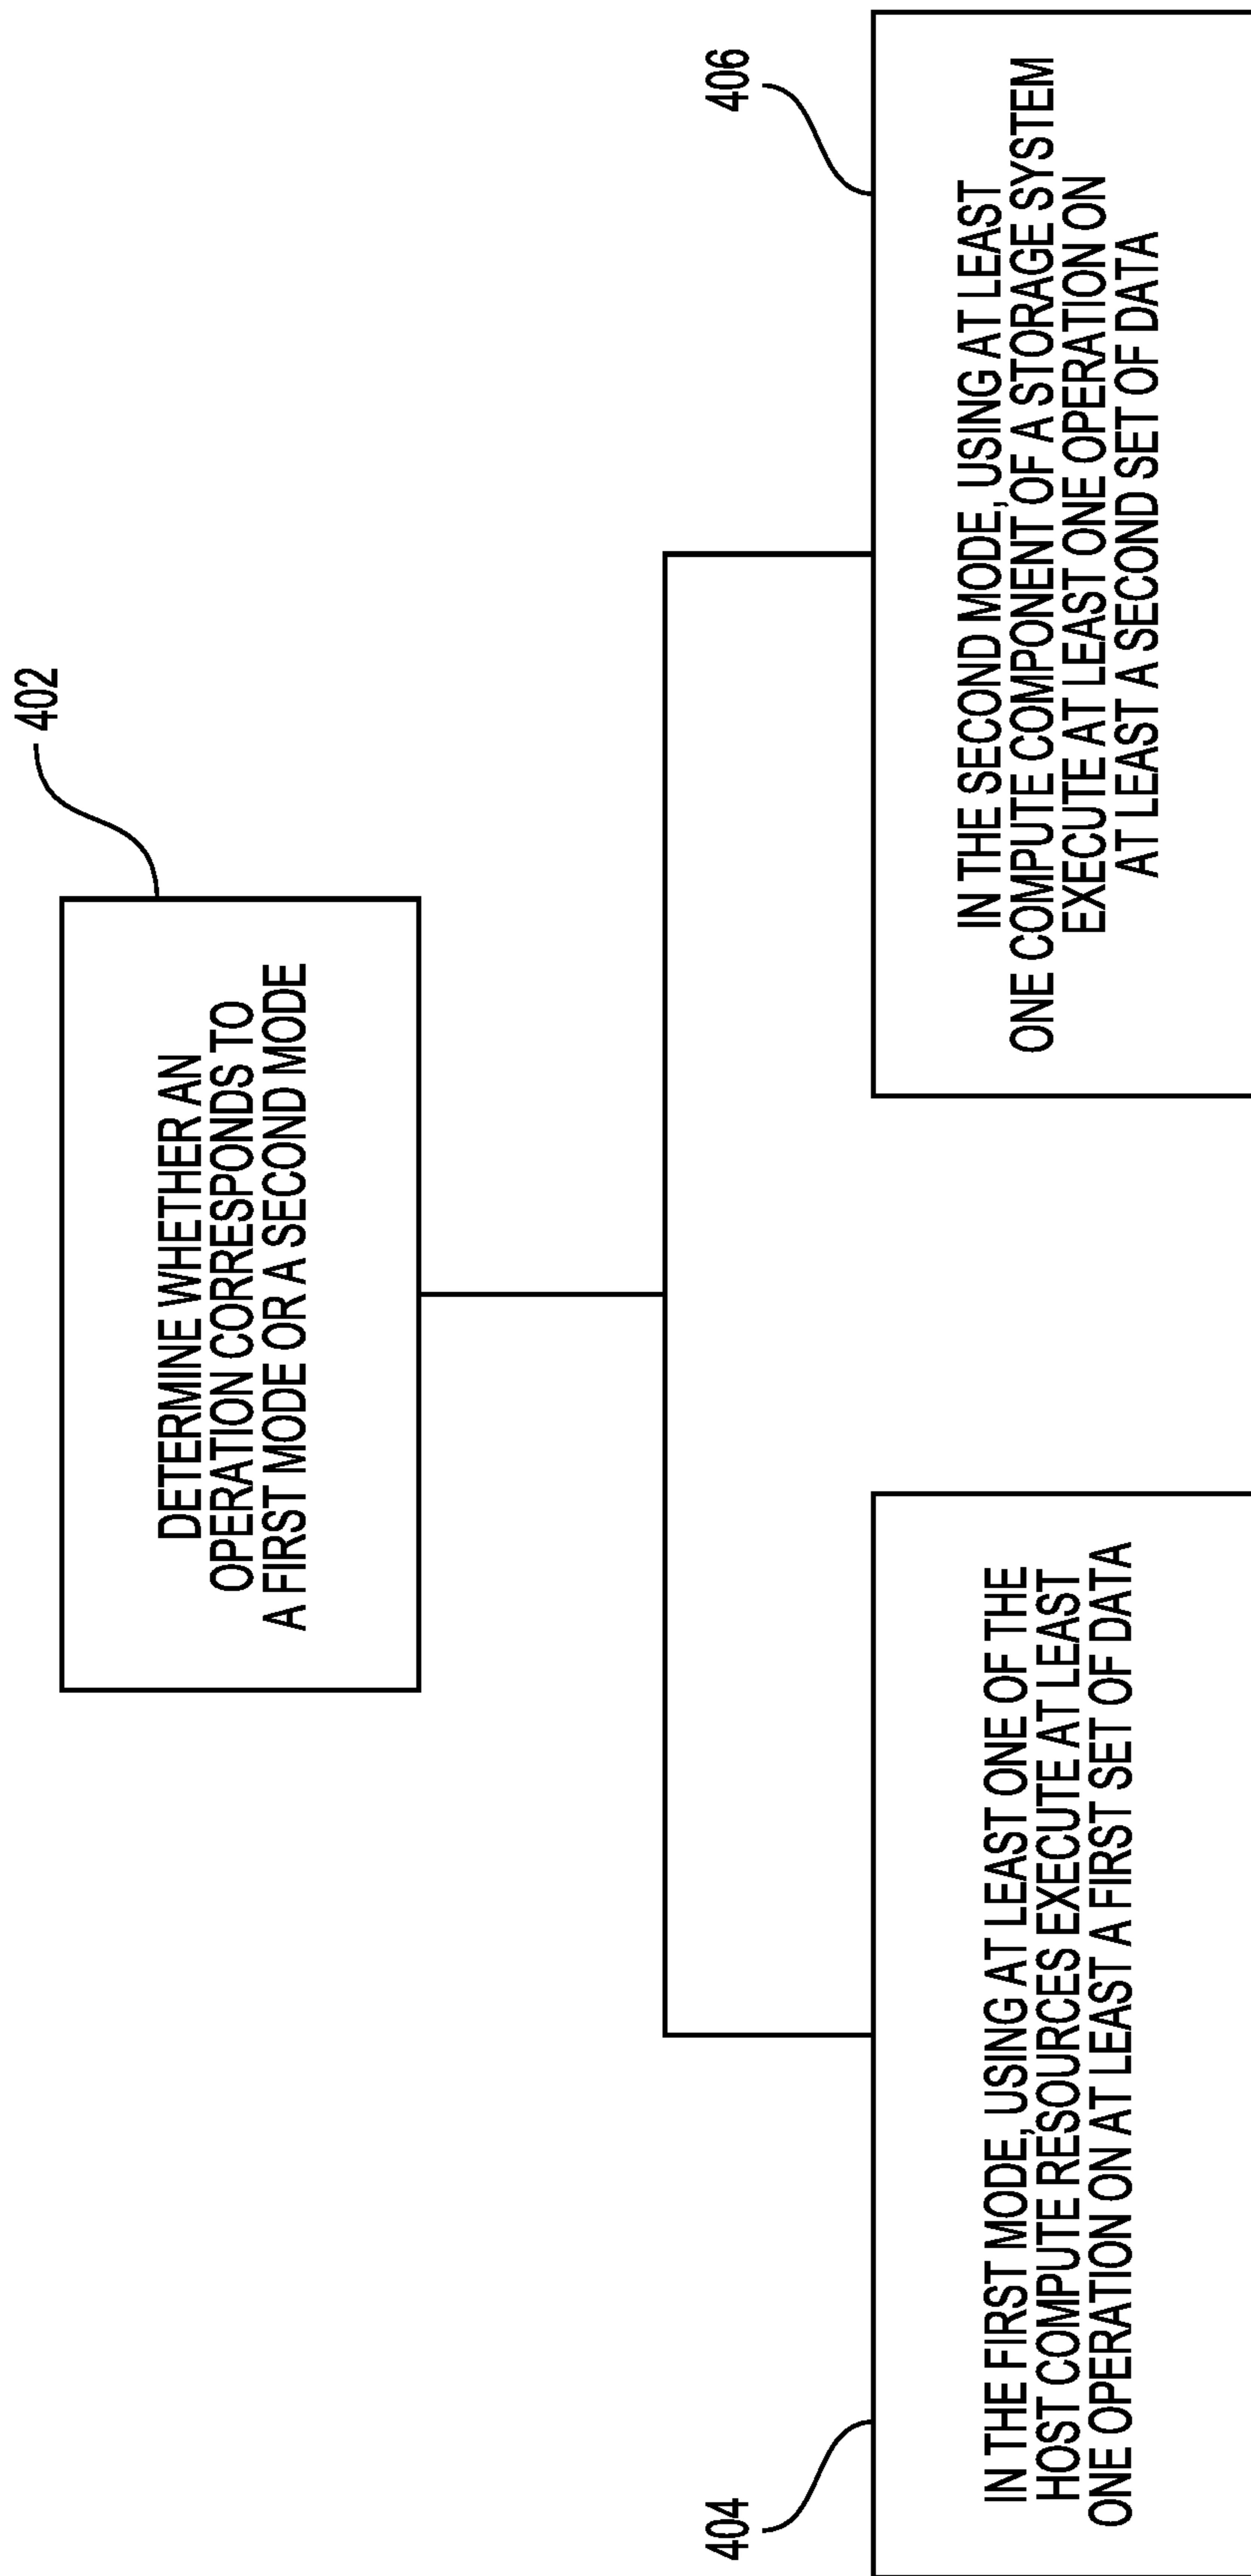 402
DETERMINE WHETHER AN
OPERATION CORRESPONDS TO
A FIRST MODE OR A SECOND MODE
404
IN THE FIRST MODE, USING AT LEAST ONE OF THE
HOST COMPUTE RESOURCES EXECUTE AT LEAST
ONE OPERATION ON AT LEAST A FIRST SET OF DATA
406
IN THE SECOND MODE, USING AT LEAST
ONE COMPUTE COMPONENT OF A STORAGE SYSTEM
EXECUTE AT LEAST ONE OPERATION ON
AT LEAST A SECOND SET OF DATA